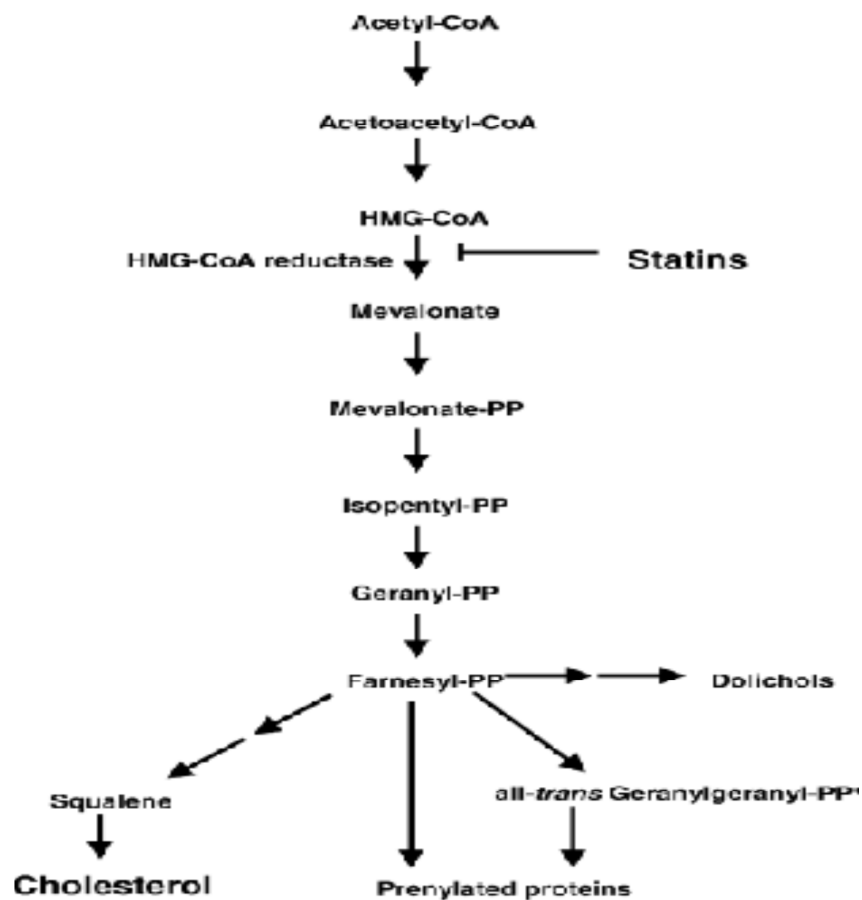 Acetyl-CoA
Acetoacetyl-CoA
HMG-CoA
HMG-CoA reductase
Statins
Mevalonate
Mevalonate-PP
Isopentyl-PP
Geranyl-PP
Farnesyl-PP
Dolichols
Squalene
all-trans Geranylgeranyl-PP*
Cholesterol
Prenylated proteins